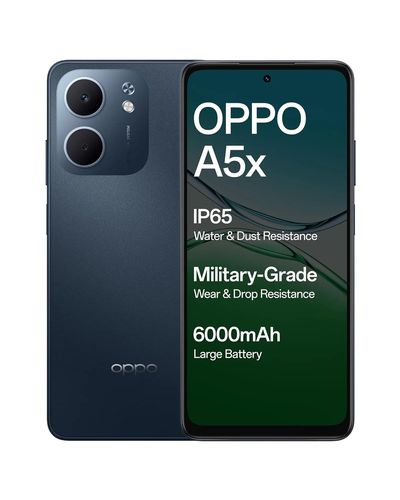 OPPO
A5x
IP65
Water & Dust Resistance
Military-Grade
Wear & Drop Resistance
6000mAh
Large Battery
oppo